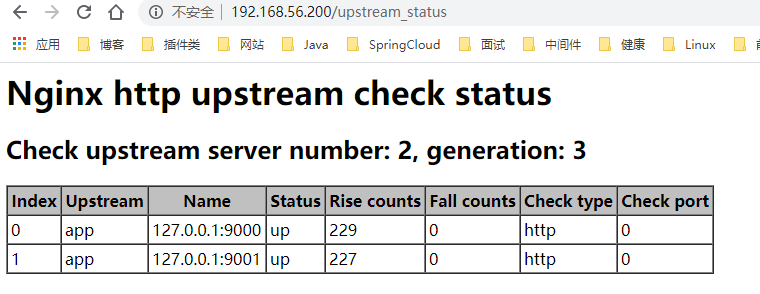 不安全 | 192.168.56.200/upstream_status
应用 博客 插件类 网站 Java SpringCloud 面试 中间件 健康 Linux
Nginx http upstream check status
Check upstream server number: 2, generation: 3
Index Upstream Name Status Rise counts Fall counts Check type Check port
0 app 127.0.0.1:9000 up 229 0 http 0
1 app 127.0.0.1:9001 up 227 0 http 0